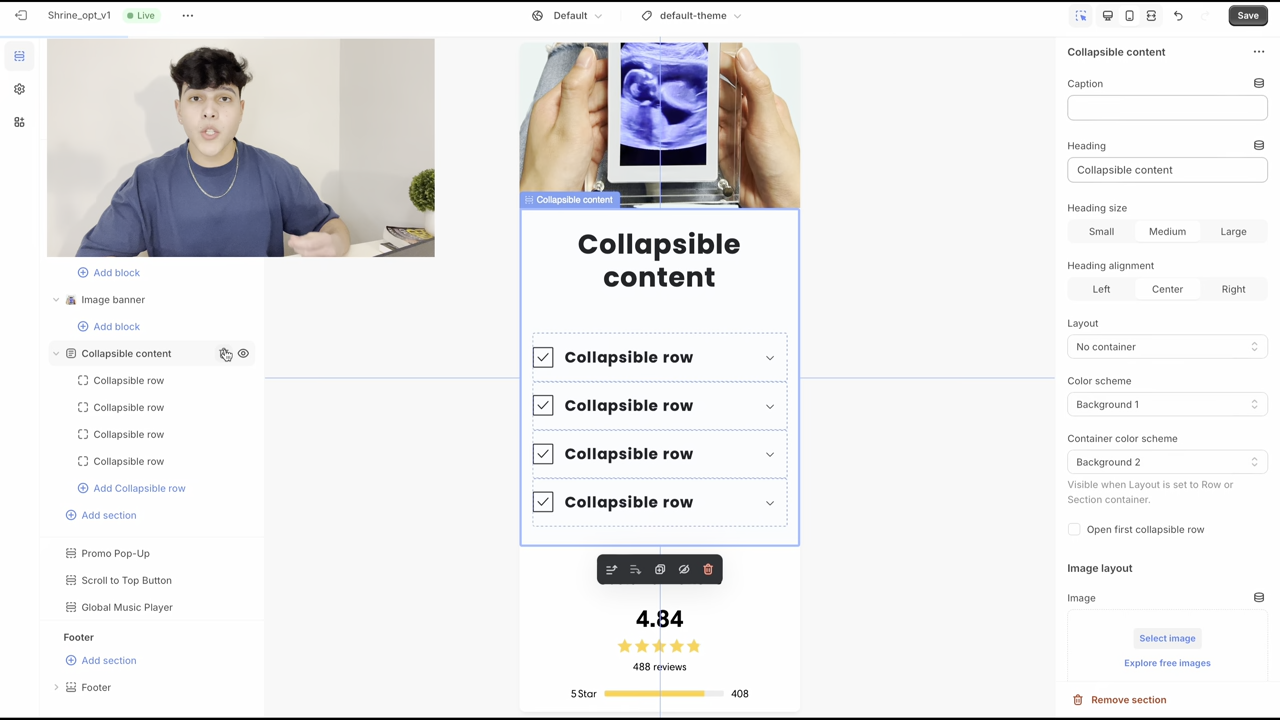 Shrine_opt_v1
Live
Default
default-theme
Save
Add block
Image banner
Add block
Collapsible content
Collapsible row
Collapsible row
Collapsible row
Collapsible row
Add Collapsible row
Add section
Promo Pop-Up
Scroll to Top Button
Global Music Player
Footer
Add section
Footer
Collapsible content
Collapsible
content
Collapsible row
Collapsible row
Collapsible row
Collapsible row
4.84
488 reviews
5 Star 408
Collapsible content
Caption
Heading
Collapsible content
Heading size
Small Medium Large
Heading alignment
Left Center Right
Layout
No container
Color scheme
Background 1
Container color scheme
Background 2
Visible when Layout is set to Row or
Section container.
Open first collapsible row
Image layout
Image
Select image
Explore free images
Remove section